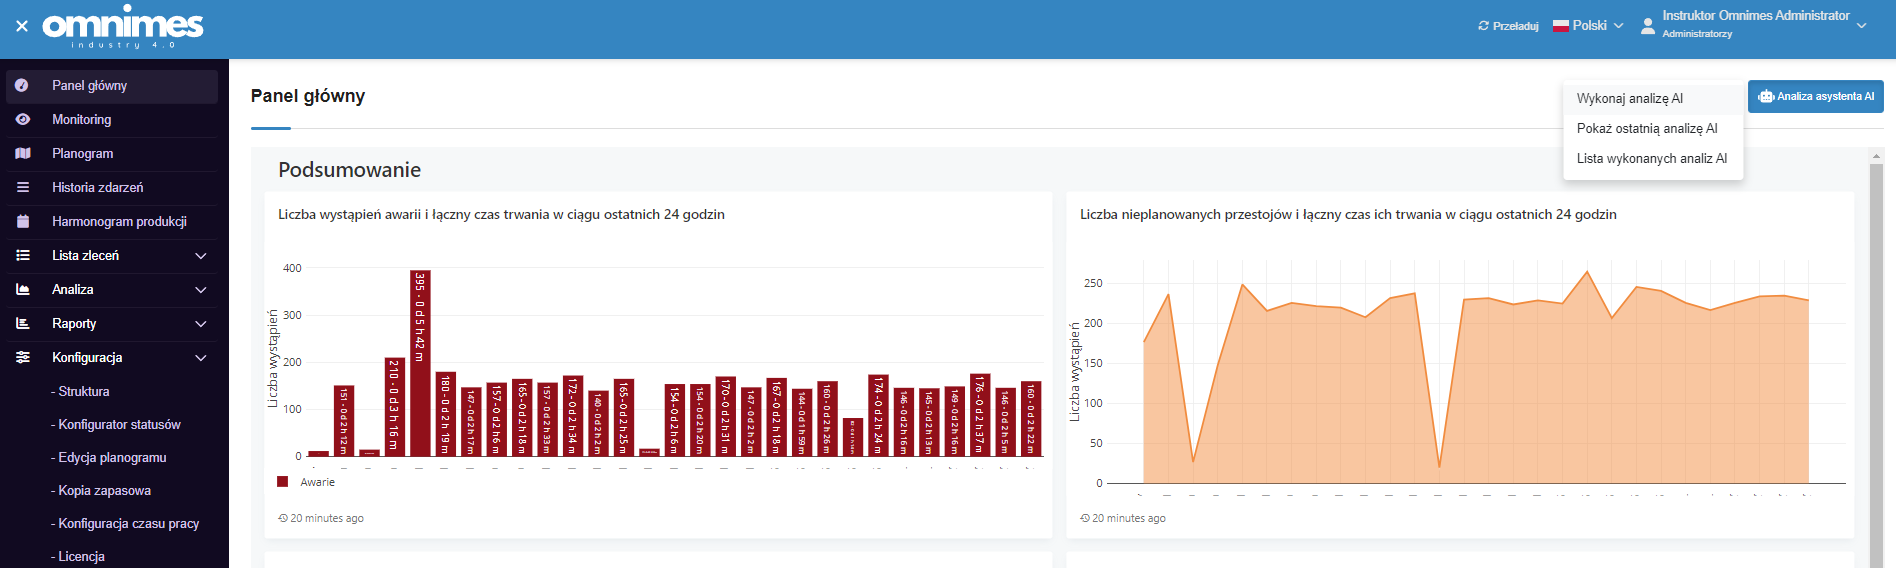 omnimes
industry 4.0
Przeładuj
Polski
Instruktor Omnimes Administrator
Administratorzy
Panel główny
Monitoring
Planogram
Historia zdarzeń
Harmonogram produkcji
Lista zleceń
Analiza
Raporty
Konfiguracja
- Struktura
- Konfigurator statusów
- Edycja planogramu
- Kopia zapasowa
- Konfiguracja czasu pracy
- Licencja
Panel główny
Wykonaj analizę AI
Pokaż ostatnią analizę AI
Lista wykonanych analiz AI
Analiza asystenta AI
Podsumowanie
Liczba wystąpień awarii i łączny czas trwania w ciągu ostatnich 24 godzin
Liczba wystąpień
400
300
200
100
0
151 - 0 d 2 h 12 m
210 - 0 d 3 h 16 m
395 - 0 d 5 h 42 m
180 - 0 d 2 h 19 m
147 - 0 d 2 h 17 m
157 - 0 d 2 h 6 m
165 - 0 d 2 h 18 m
157 - 0 d 2 h 33 m
172 - 0 d 2 h 34 m
140 - 0 d 2 h 2 m
165 - 0 d 2 h 25 m
154 - 0 d 2 h 6 m
154 - 0 d 2 h 20 m
170 - 0 d 2 h 31 m
147 - 0 d 2 h 2 m
167 - 0 d 2 h 18 m
144 - 0 d 1 h 59 m
160 - 0 d 2 h 26 m
174 - 0 d 2 h 24 m
146 - 0 d 2 h 16 m
145 - 0 d 2 h 13 m
149 - 0 d 2 h 16 m
176 - 0 d 2 h 37 m
146 - 0 d 2 h 5 m
160 - 0 d 2 h 22 m
Awarie
20 minutes ago
Liczba nieplanowanych przestojów i łączny czas ich trwania w ciągu ostatnich 24 godzin
Liczba wystąpień
250
200
150
100
50
0
20 minutes ago